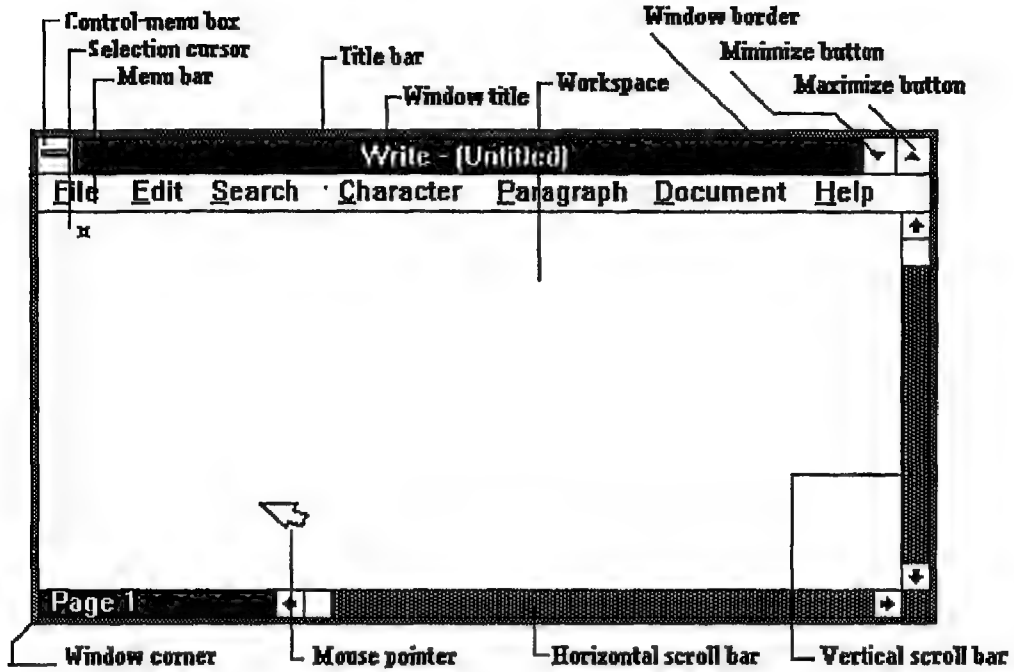 Control-menu box
Selection cursor
Menu bar
Title bar
Window title
Workspace
Window border
Minimize button
Maximize button
Write - (Untitled)
File Edit Search Character Paragraph Document Help
Page 1
Window corner
Mouse pointer
Horizontal scroll bar
Vertical scroll bar